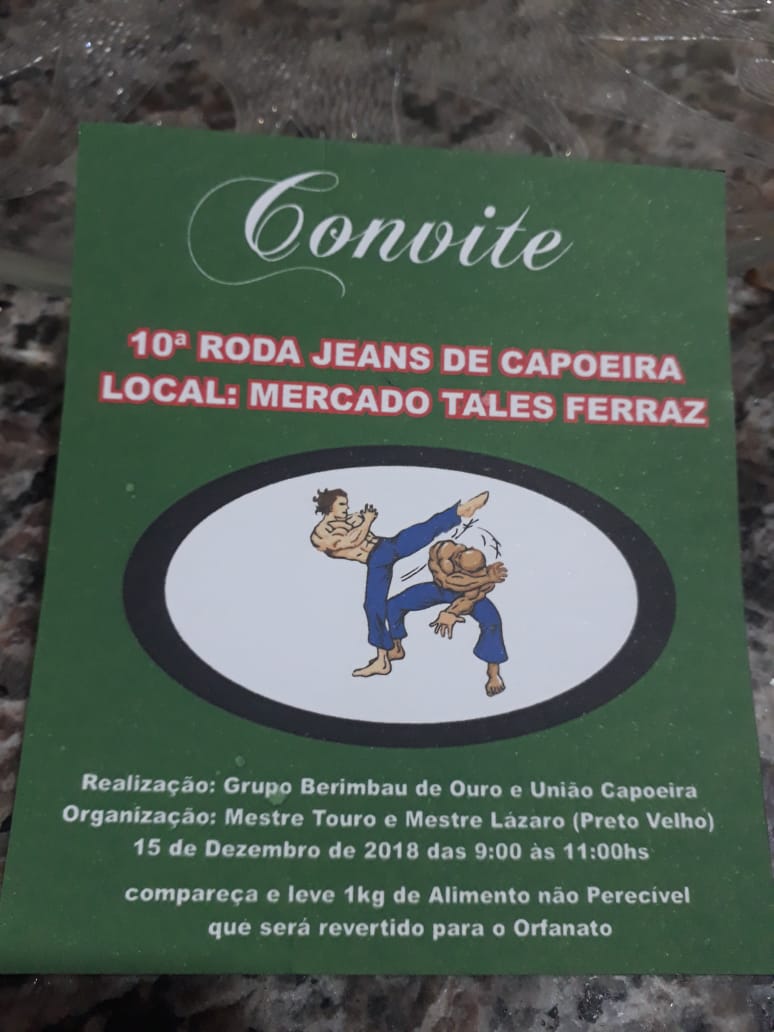 Convite
10ª RODA JEANS DE CAPOEIRA
LOCAL: MERCADO TALES FERRAZ
Realização: Grupo Berimbau de Ouro e União Capoeira
Organização: Mestre Touro e Mestre Lázaro (Preto Velho)
15 de Dezembro de 2018 das 9:00 às 11:00hs
compareça e leve 1kg de Alimento não Perecível
que será revertido para o Orfanato